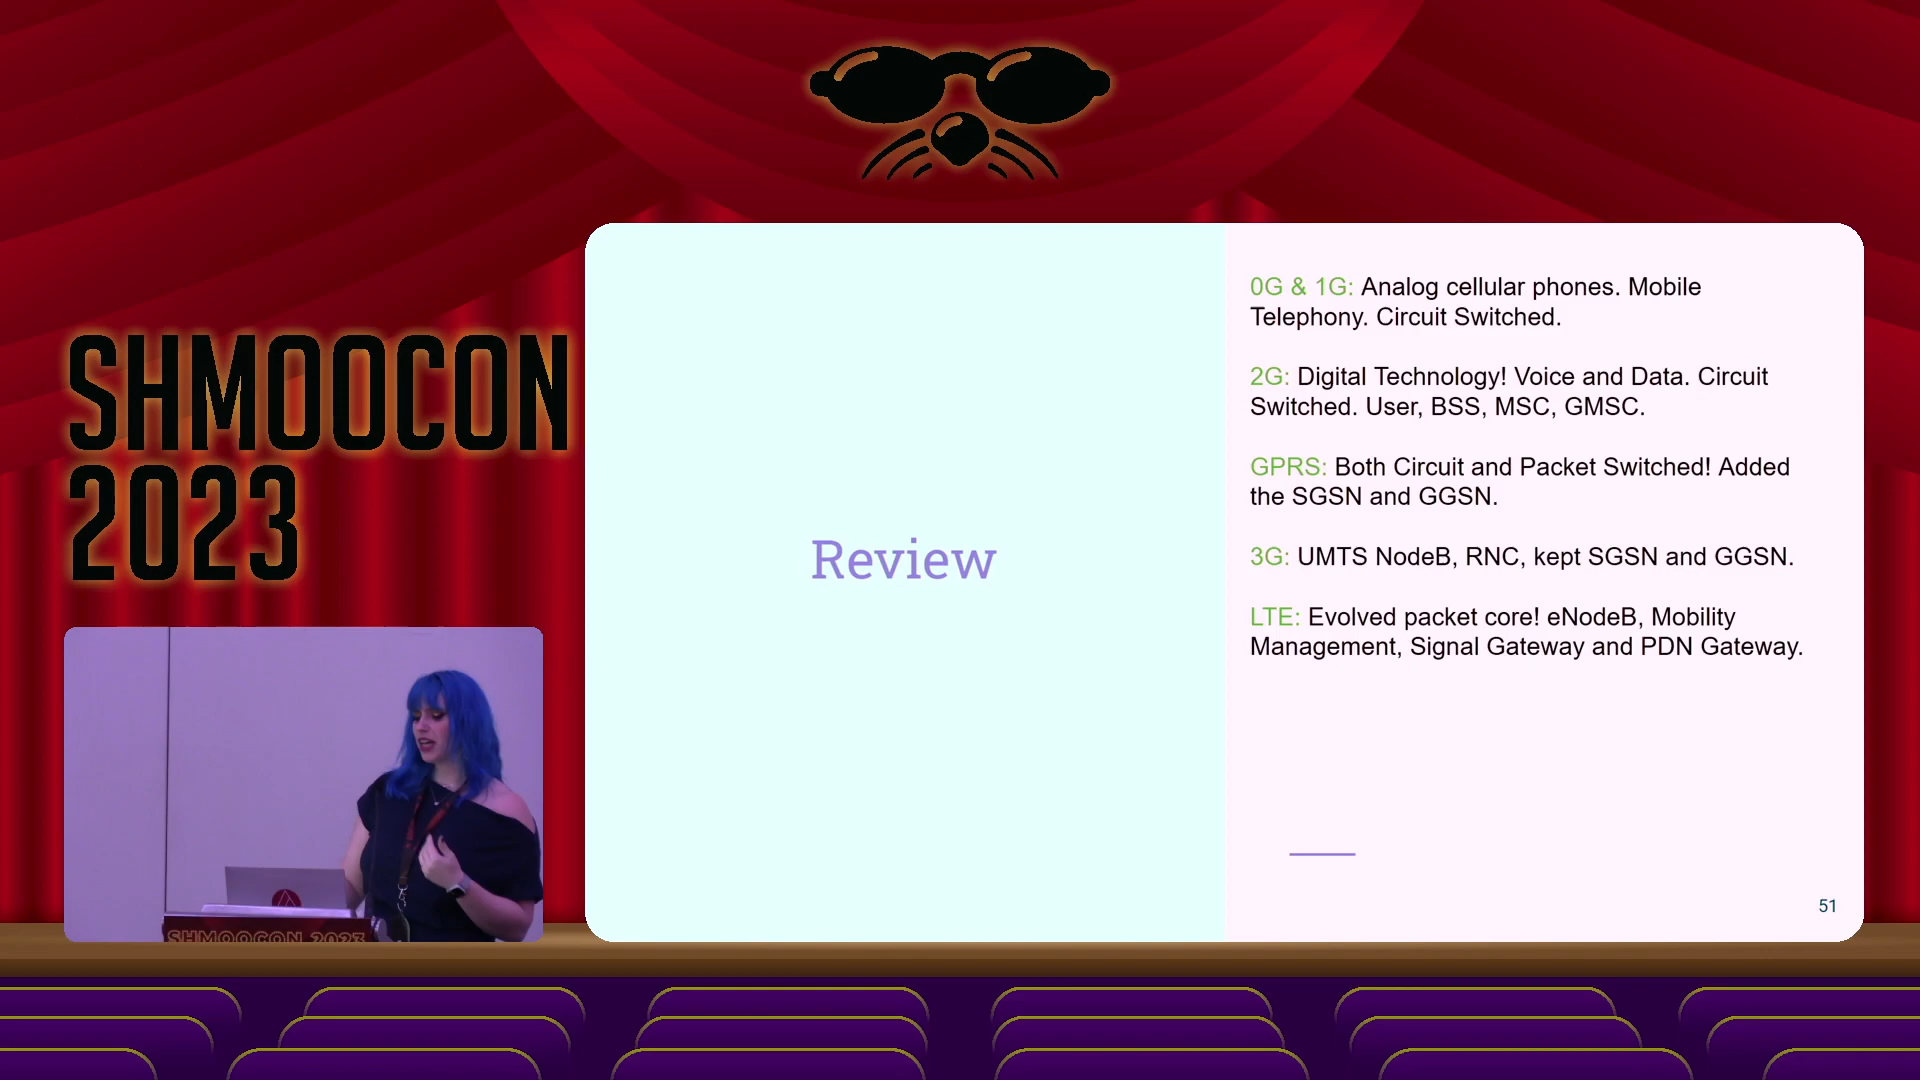 SHMOOCON
2023
Review
0G & 1G: Analog cellular phones. Mobile
Telephony. Circuit Switched.
2G: Digital Technology! Voice and Data. Circuit
Switched. User, BSS, MSC, GMSC.
GPRS: Both Circuit and Packet Switched! Added
the SGSN and GGSN.
3G: UMTS NodeB, RNC, kept SGSN and GGSN.
LTE: Evolved packet core! eNodeB, Mobility
Management, Signal Gateway and PDN Gateway.
51
SHMOOCON 2023